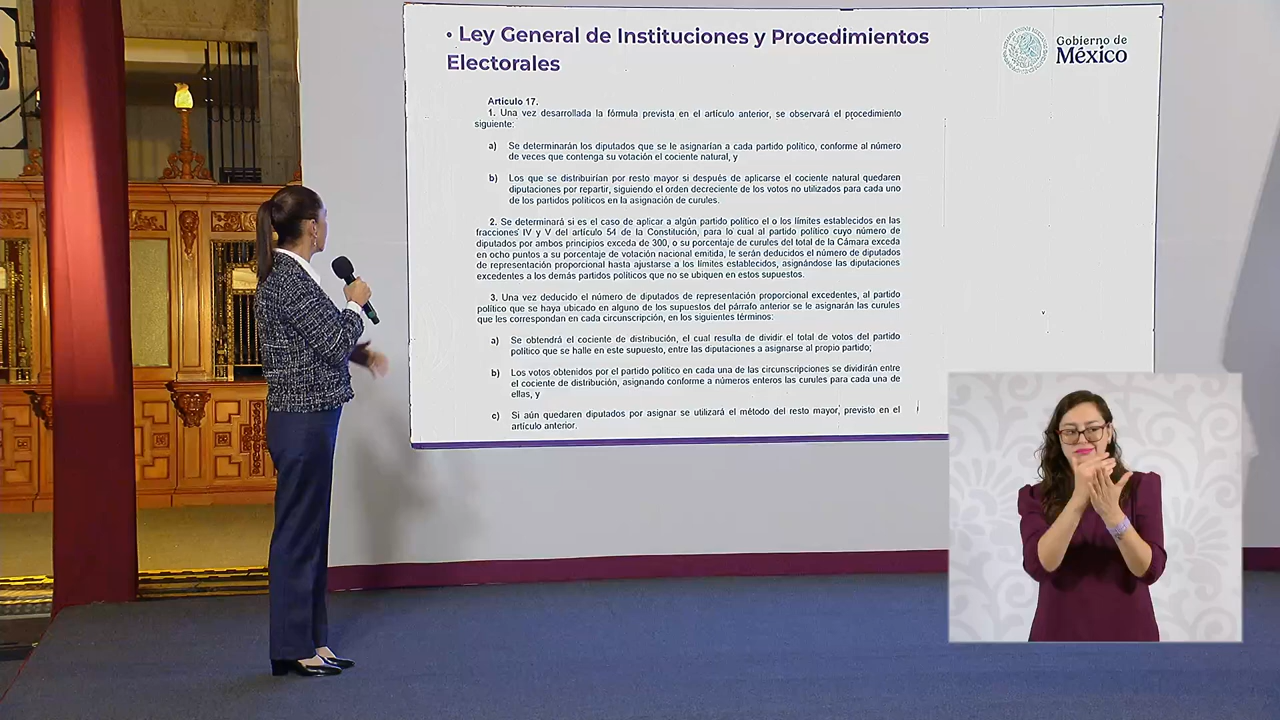 • Ley General de Instituciones y Procedimientos
Electorales
Gobierno de
México
Artículo 17.
1. Una vez desarrollada la fórmula prevista en el artículo anterior, se observará el procedimiento
siguiente:
a) Se determinarán los diputados que se le asignarían a cada partido político, conforme al número
de veces que contenga su votación el cociente natural, y
b) Los que se distribuirían por resto mayor si después de aplicarse el cociente natural quedaren
diputaciones por repartir, siguiendo el orden decreciente de los votos no utilizados para cada uno
de los partidos políticos en la asignación de curules.
2. Se determinará si es el caso de aplicar a algún partido político el o los límites establecidos en las
fracciones IV y V del artículo 54 de la Constitución, para lo cual al partido político cuyo número de
diputados por ambos principios exceda de 300, o su porcentaje de curules del total de la Cámara exceda
en ocho puntos a su porcentaje de votación nacional emitida, le serán deducidos el número de diputados
de representación proporcional hasta ajustarse a los límites establecidos, asignándose las diputaciones
excedentes a los demás partidos políticos que no se ubiquen en estos supuestos.
3. Una vez deducido el número de diputados de representación proporcional excedentes, al partido
político que se haya ubicado en alguno de los supuestos del párrafo anterior se le asignarán las curules
que les correspondan en cada circunscripción, en los siguientes términos:
a) Se obtendrá el cociente de distribución, el cual resulta de dividir el total de votos del partido
político que se halle en este supuesto, entre las diputaciones a asignarse al propio partido;
b) Los votos obtenidos por el partido político en cada una de las circunscripciones se dividirán entre
el cociente de distribución, asignando conforme a números enteros las curules para cada una de
ellas, y
c) Si aún quedaren diputados por asignar se utilizará el método del resto mayor, previsto en el
artículo anterior.